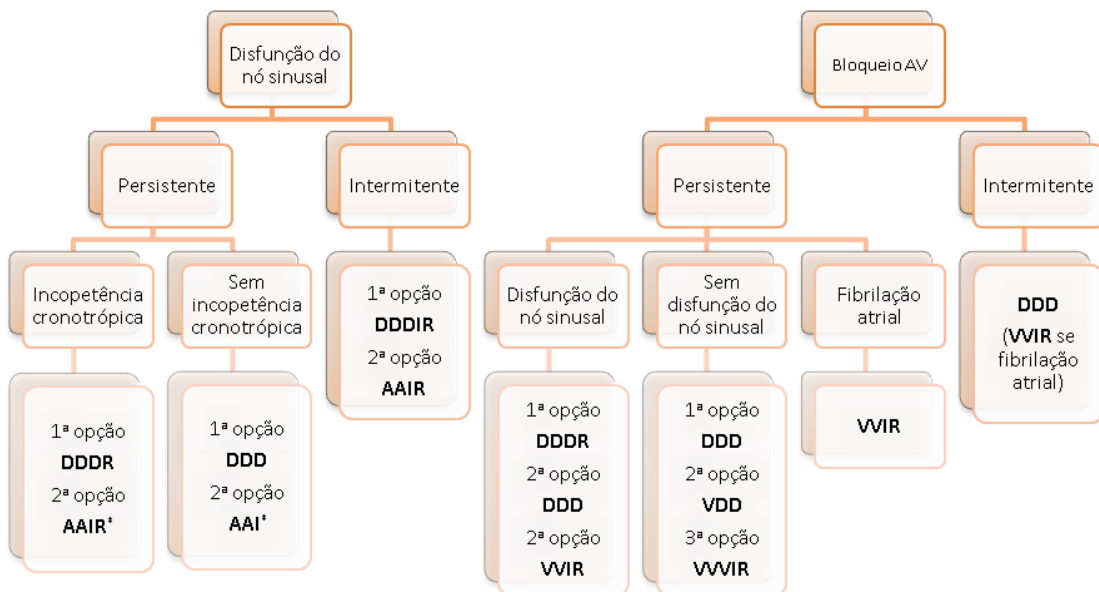 Disfunção do
nó sinusal
Persistente
Intermitente
Incopetência
cronotrópica
Sem
incopetência
cronotrópica
1ª opção
DDDR
2ª opção
AAIR‡
1ª opção
DDD
2ª opção
AAI‡
1ª opção
DDDIR
2ª opção
AAIR
Bloqueio AV
Persistente
Intermitente
Disfunção do
nó sinusal
Sem
disfunção do
nó sinusal
Fibrilação
atrial
1ª opção
DDDR
2ª opção
DDD
2ª opção
VVIR
1ª opção
DDD
2ª opção
VDD
3ª opção
VVVIR
VVIR
DDD
(VVIR se
fibrilação
atrial)